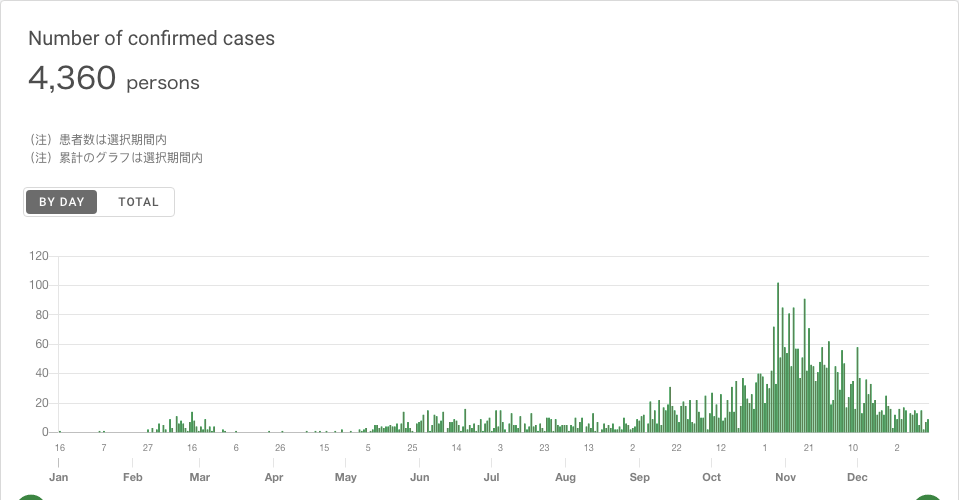 Number of confirmed cases
4,360 persons
（注）患者数は選択期間内
（注）累計のグラフは選択期間内
BY DAY TOTAL
120
100
80
60
40
20
0
16 7 27 16 6 26 15 5 25 14 3 23 13 2 22 12 1 21 10 2
Jan Feb Mar Apr May Jun Jul Aug Sep Oct Nov Dec